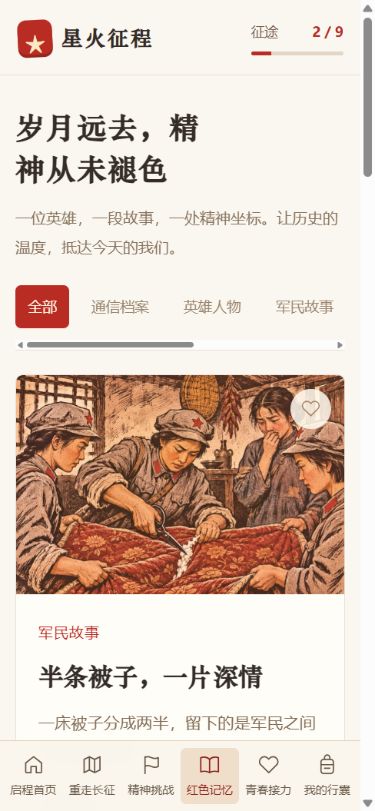 星火征程
征途 2 / 9
岁月远去，精
神从未褪色
一位英雄，一段故事，一处精神坐标。让历史的
温度，抵达今天的我们。
全部 通信档案 英雄人物 军民故事
军民故事
半条被子，一片深情
一床被子分成两半，留下的是军民之间
启程首页 重走长征 精神挑战 红色记忆 青春接力 我的行囊